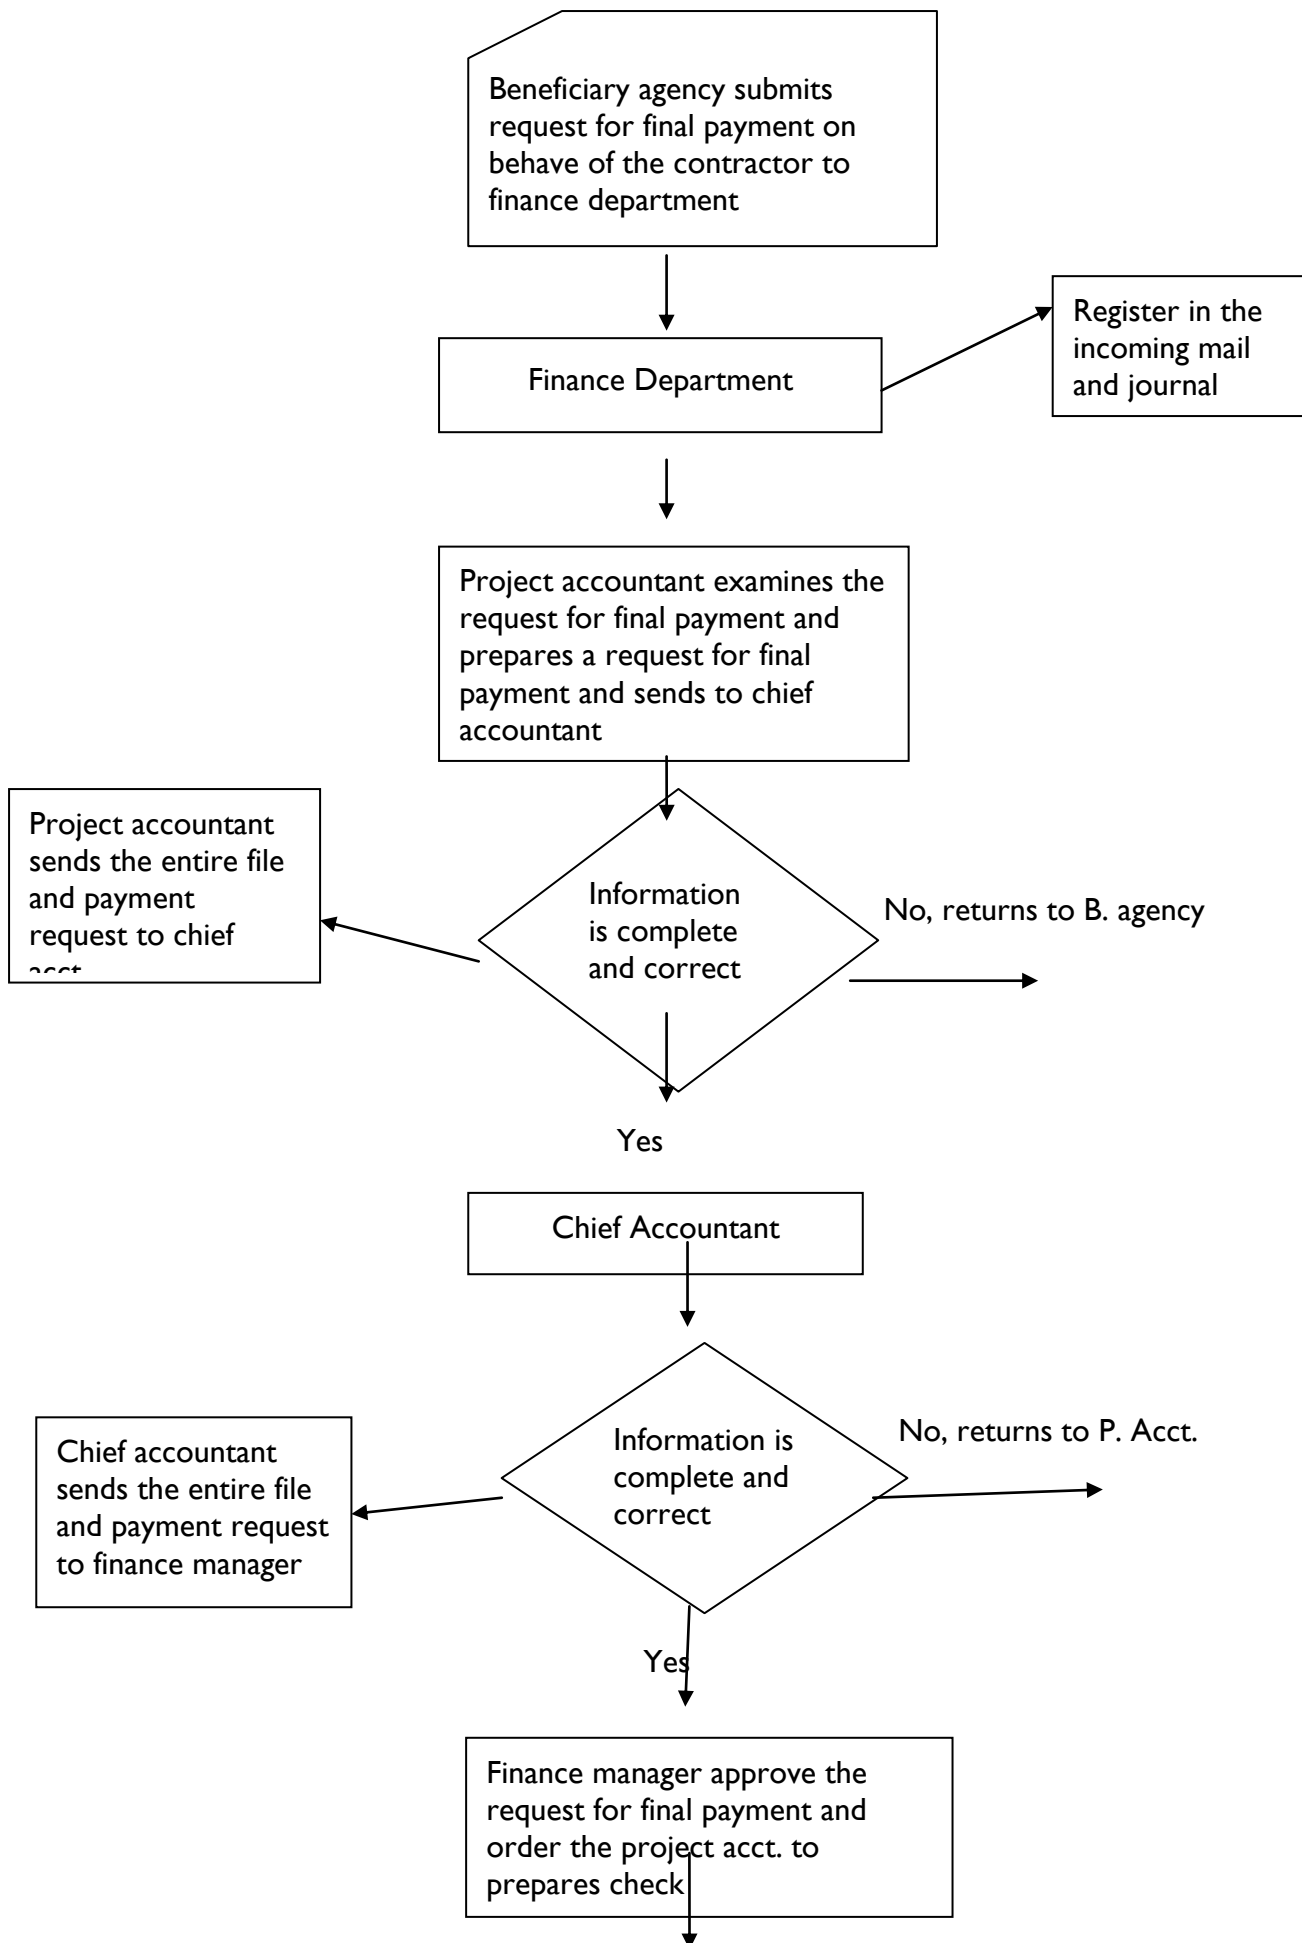 Beneficiary agency submits
request for final payment on
behave of the contractor to
finance department
Register in the
incoming mail
and journal
Finance Department
Project accountant examines the
request for final payment and
prepares a request for final
payment and sends to chief
accountant
Project accountant
sends the entire file
and payment
request to chief
acct.
Information
is complete
and correct
No, returns to B. agency
Yes
Chief Accountant
Chief accountant
sends the entire file
and payment request
to finance manager
Information is
complete and
correct
No, returns to P. Acct.
Yes
Finance manager approve the
request for final payment and
order the project acct. to
prepares check